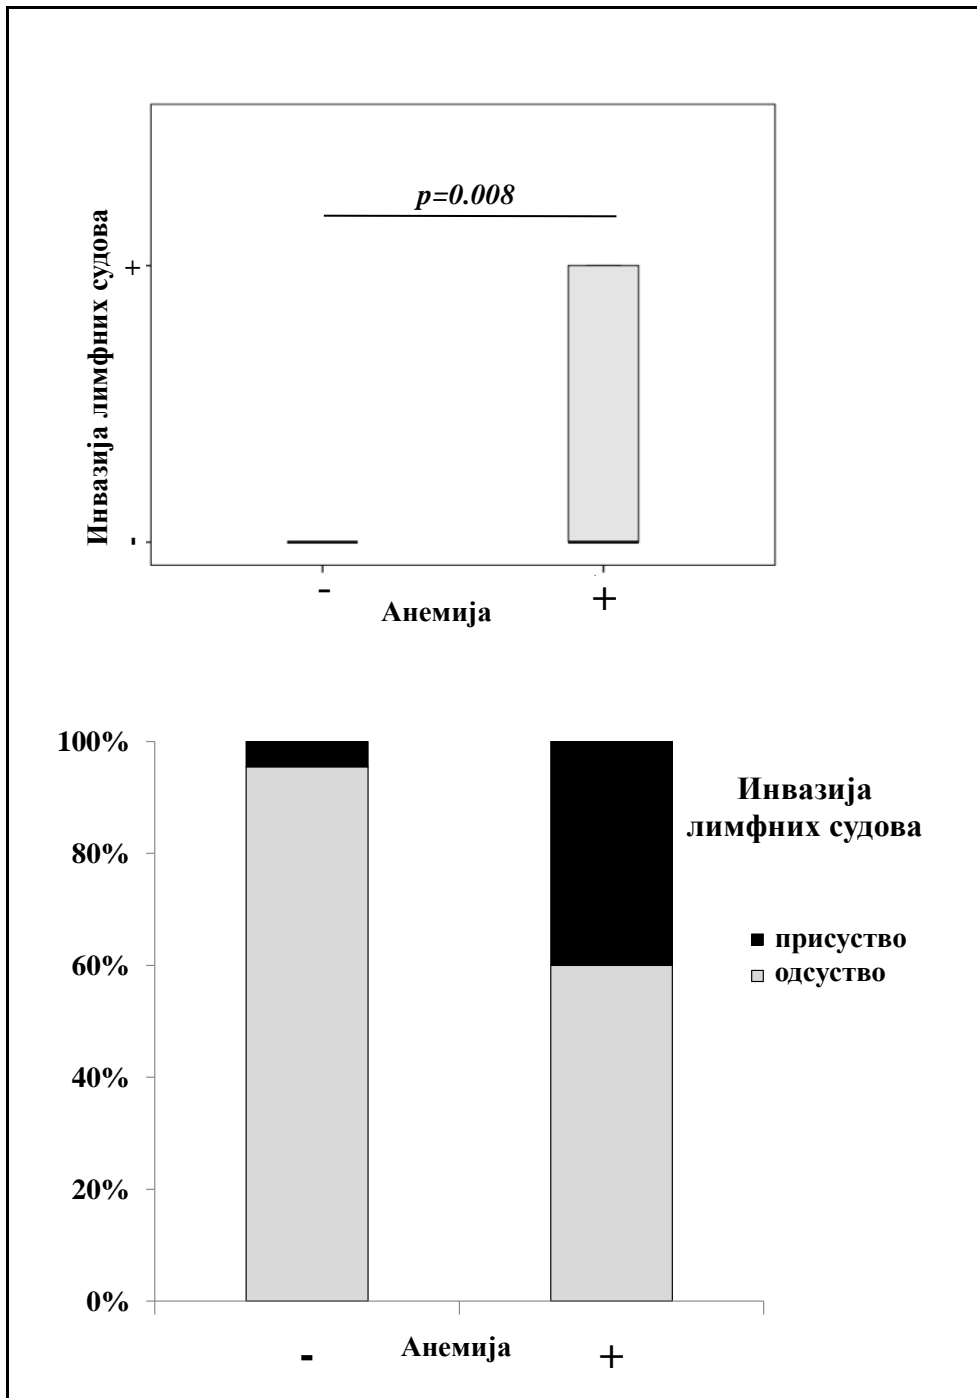 p=0.008
Инвазија лимфних судова
+
-
-
+
Анемија
100%
80%
60%
40%
20%
0%
Инвазија
лимфних судова
присуство
одсуство
-
Анемија
+